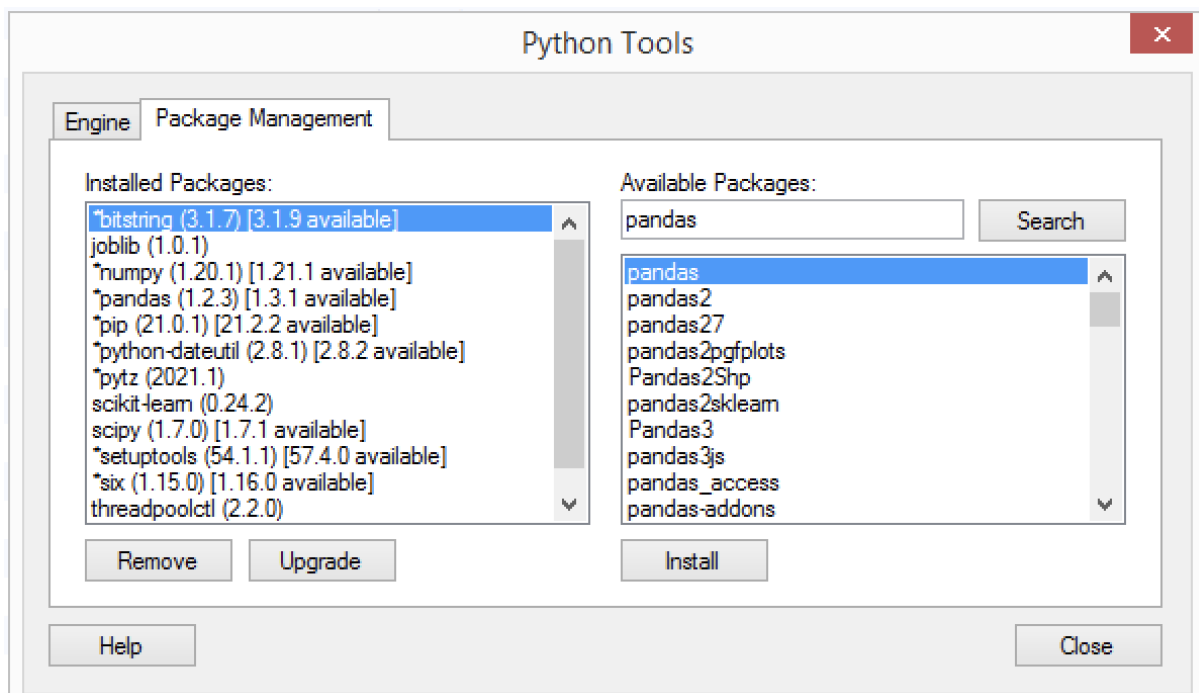 Python Tools
Engine
Package Management
Installed Packages:
*bitstring (3.1.7) [3.1.9 available]
joblib (1.0.1)
*numpy (1.20.1) [1.21.1 available]
*pandas (1.2.3) [1.3.1 available]
*pip (21.0.1) [21.2.2 available]
*python-dateutil (2.8.1) [2.8.2 available]
*pytz (2021.1)
scikit-learn (0.24.2)
scipy (1.7.0) [1.7.1 available]
*setuptools (54.1.1) [57.4.0 available]
*six (1.15.0) [1.16.0 available]
threadpoolctl (2.2.0)
Remove
Upgrade
Available Packages:
pandas
Search
pandas
pandas2
pandas27
pandas2pgfplots
Pandas2Shp
pandas2sklearn
Pandas3
pandas3js
pandas_access
pandas-addons
Install
Help
Close